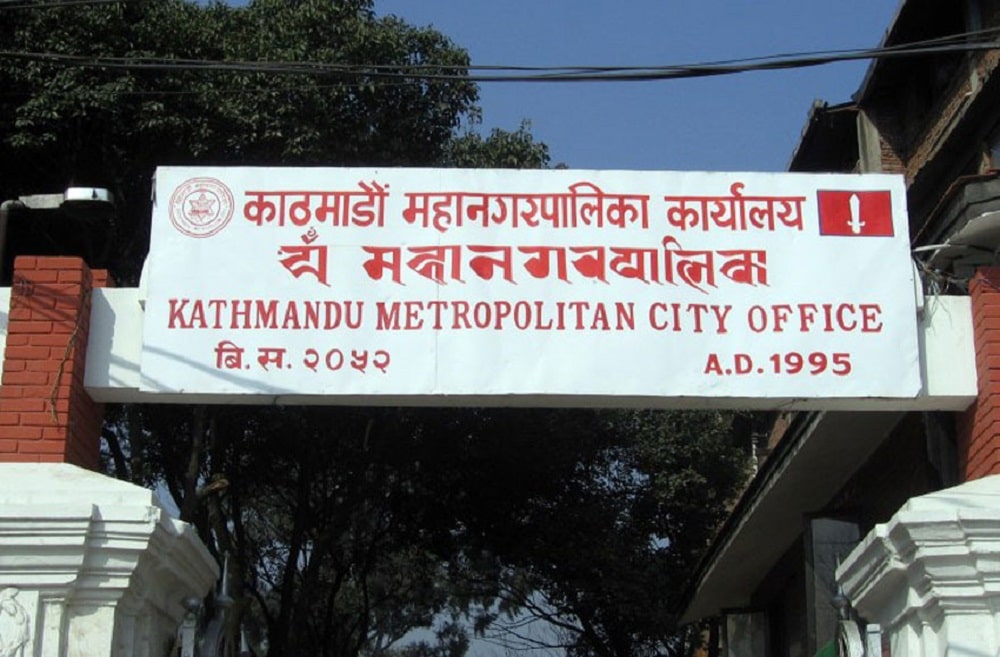 काठमाडौं महानगरपालिका कार्यालय
𑐫𑐾𑑃 𑐩𑐴𑐵𑐣𑐐𑐬𑐥𑐵𑐮𑐶𑐎𑐵
KATHMANDU METROPOLITAN CITY OFFICE
बि. स. २०५२ A.D. 1995